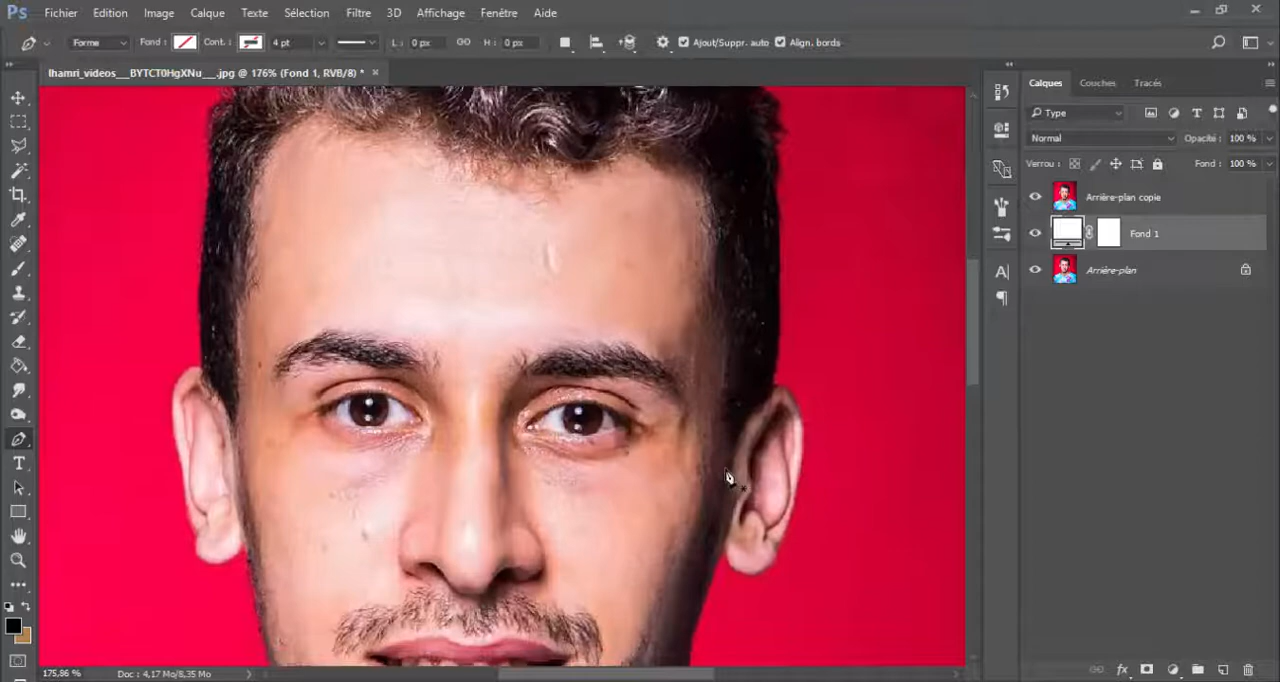 Ps Fichier Edition Image Calque Texte Sélection Filtre 3D Affichage Fenêtre Aide
Forme Fond : Cont. : 4 pt L : 0 px H : 0 px Ajout/Suppr. auto Align. bords
lhamri_videos__BYTCT0HgXNu__.jpg @ 176% (Fond 1, RVB/8) * ×
Calques Couches Tracés
Type
Normal Opacité : 100 %
Verrou : Fond : 100 %
Arrière-plan copie
Fond 1
Arrière-plan
175,86 % Doc : 4,17 Mo/8,35 Mo